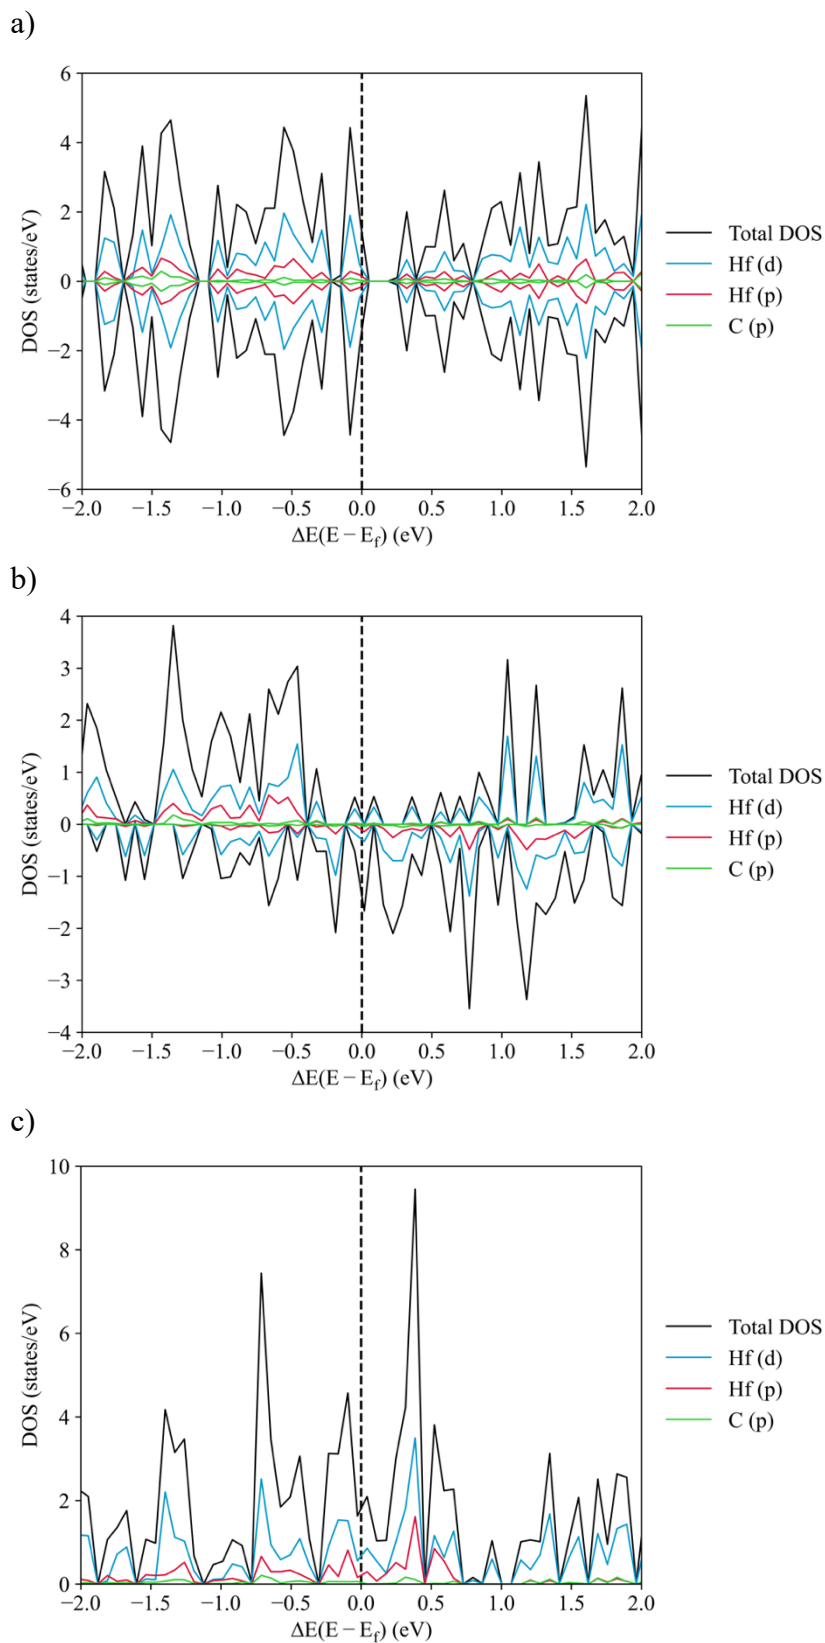 a)
6
4
2
0
−2
−4
−6
DOS (states/eV)
−2.0 −1.5 −1.0 −0.5 0.0 0.5 1.0 1.5 2.0
ΔE(E − E_f) (eV)
Total DOS
Hf (d)
Hf (p)
C (p)
b)
4
3
2
1
0
−1
−2
−3
−4
DOS (states/eV)
−2.0 −1.5 −1.0 −0.5 0.0 0.5 1.0 1.5 2.0
ΔE(E − E_f) (eV)
Total DOS
Hf (d)
Hf (p)
C (p)
c)
10
8
6
4
2
0
DOS (states/eV)
−2.0 −1.5 −1.0 −0.5 0.0 0.5 1.0 1.5 2.0
ΔE(E − E_f) (eV)
Total DOS
Hf (d)
Hf (p)
C (p)